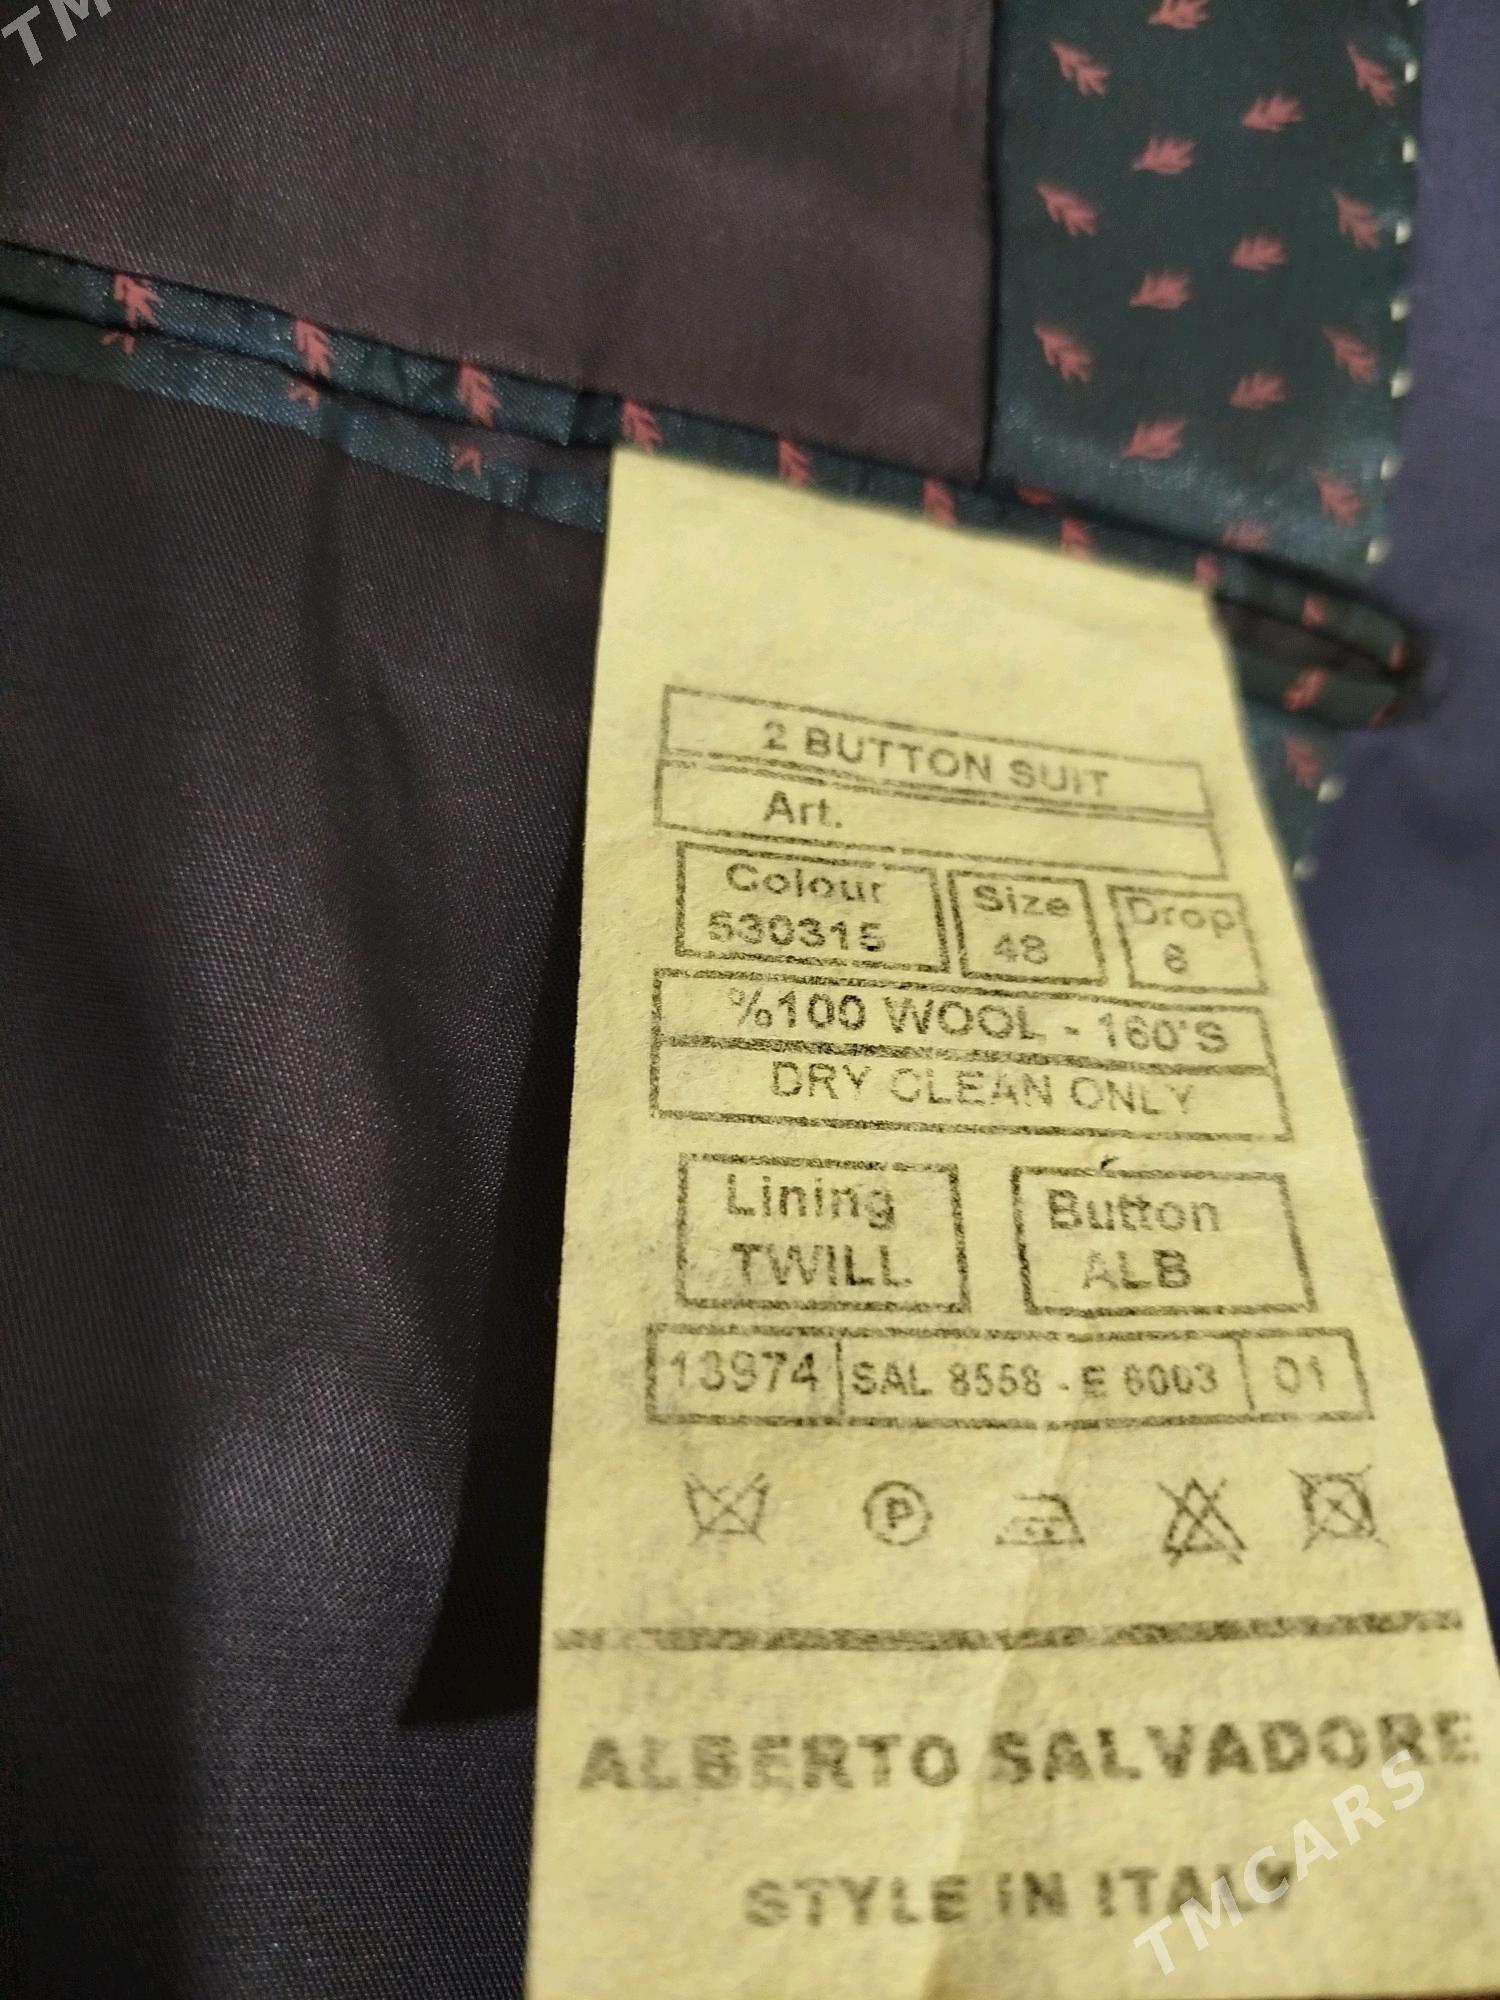 TM
2 BUTTON SUIT
Art.
Colour Size Drop
530315 48 6
%100 WOOL - 160'S
DRY CLEAN ONLY
Lining Button
TWILL ALB
13974 SAL 8558 - E 6003 01
P
ALBERTO SALVADORE
STYLE IN ITALY
TMCARS